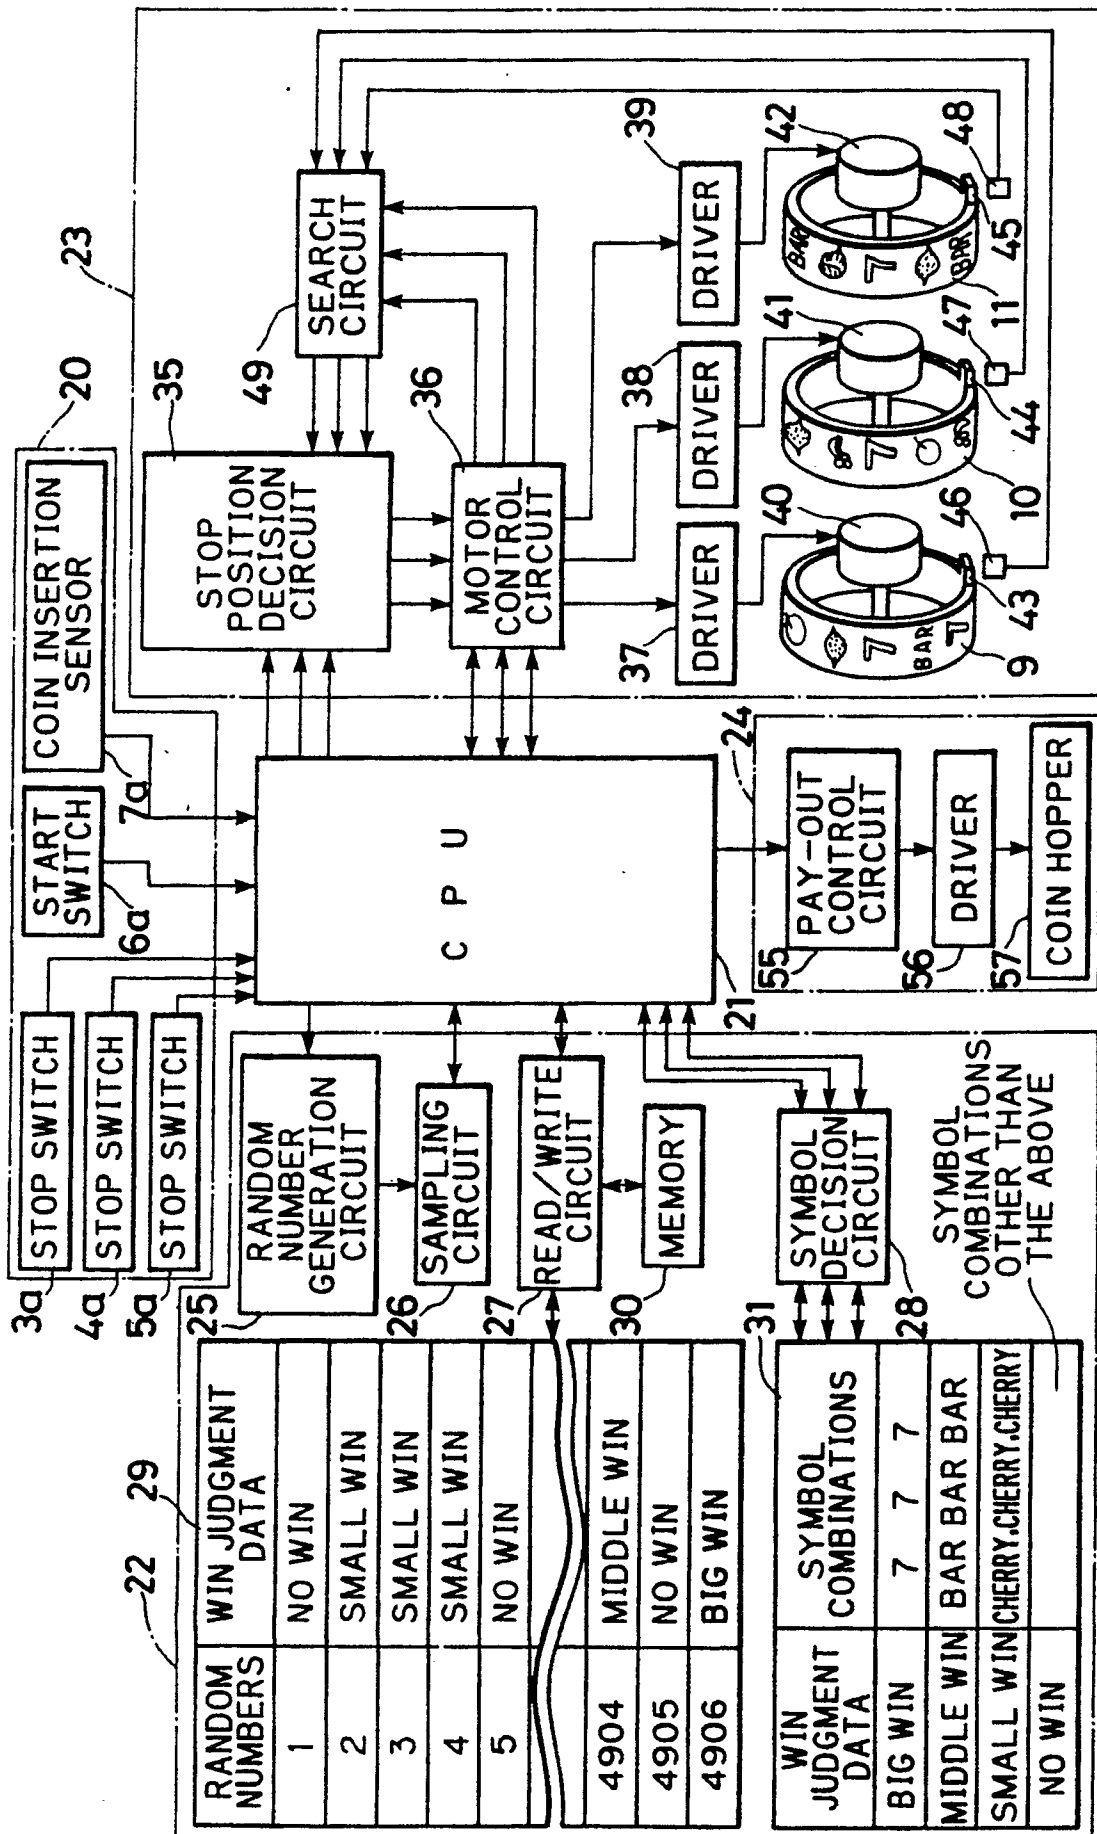 22
29
RANDOM
NUMBERS
WIN JUDGMENT
DATA
1
NO WIN
2
SMALL WIN
3
SMALL WIN
4
SMALL WIN
5
NO WIN
4904
MIDDLE WIN
4905
NO WIN
4906
BIG WIN
31
WIN
JUDGMENT
DATA
SYMBOL
COMBINATIONS
BIG WIN
7 7 7
MIDDLE WIN
BAR BAR BAR
SMALL WIN
CHERRY.CHERRY.CHERRY
NO WIN
SYMBOL
COMBINATIONS
OTHER THAN
THE ABOVE
3a
STOP SWITCH
4a
STOP SWITCH
5a
STOP SWITCH
6a
START
SWITCH
7a
COIN INSERTION
SENSOR
20
25
RANDOM
NUMBER
GENERATION
CIRCUIT
26
SAMPLING
CIRCUIT
27
READ/WRITE
CIRCUIT
30
MEMORY
28
SYMBOL
DECISION
CIRCUIT
CPU
21
24
55
PAY-OUT
CONTROL
CIRCUIT
56
DRIVER
57
COIN HOPPER
23
35
STOP
POSITION
DECISION
CIRCUIT
49
SEARCH
CIRCUIT
36
MOTOR
CONTROL
CIRCUIT
37
DRIVER
38
DRIVER
39
DRIVER
40
41
42
7
BAR
7
7
BAR
7
BAR
9
43
46
10
44
47
11
45
48